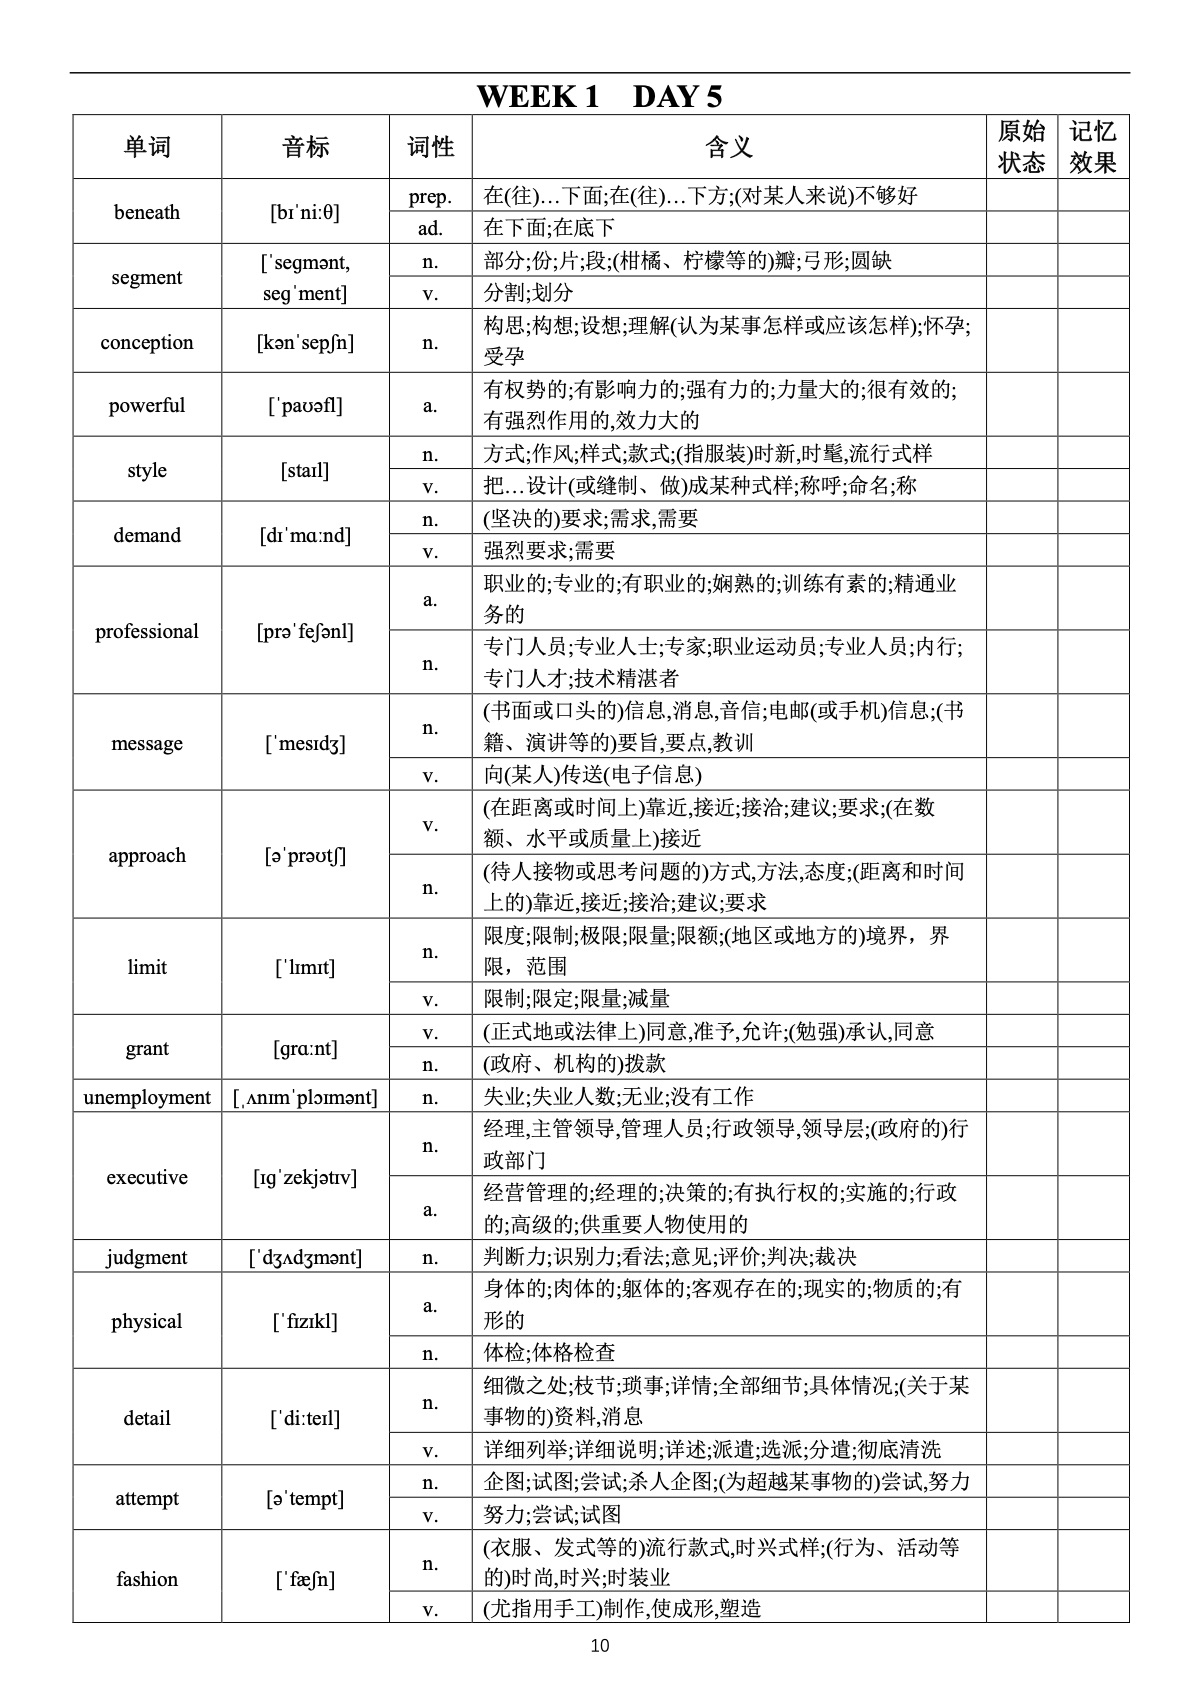 WEEK 1 DAY 5
单词 音标 词性 含义 原始状态 记忆效果
beneath [bɪˈniːθ] prep. 在(往)…下面;在(往)…下方;(对某人来说)不够好
ad. 在下面;在底下
segment [ˈseɡmənt, seɡˈment] n. 部分;份;片;段;(柑橘、柠檬等的)瓣;弓形;圆缺
v. 分割;划分
conception [kənˈsepʃn] n. 构思;构想;设想;理解(认为某事怎样或应该怎样);怀孕;
受孕
powerful [ˈpaʊəfl] a. 有权势的;有影响力的;强有力的;力量大的;很有效的;
有强烈作用的,效力大的
style [staɪl] n. 方式;作风;样式;款式;(指服装)时新,时髦,流行式样
v. 把…设计(或缝制、做)成某种式样;称呼;命名;称
demand [dɪˈmɑːnd] n. (坚决的)要求;需求,需要
v. 强烈要求;需要
professional [prəˈfeʃənl] a. 职业的;专业的;有职业的;娴熟的;训练有素的;精通业
务的
n. 专门人员;专业人士;专家;职业运动员;专业人员;内行;
专门人才;技术精湛者
message [ˈmesɪdʒ] n. (书面或口头的)信息,消息,音信;电邮(或手机)信息;(书
籍、演讲等的)要旨,要点,教训
v. 向(某人)传送(电子信息)
approach [əˈprəʊtʃ] v. (在距离或时间上)靠近,接近;接洽;建议;要求;(在数
额、水平或质量上)接近
n. (待人接物或思考问题的)方式,方法,态度;(距离和时间
上的)靠近,接近;接洽;建议;要求
limit [ˈlɪmɪt] n. 限度;限制;极限;限量;限额;(地区或地方的)境界，界
限，范围
v. 限制;限定;限量;减量
grant [ɡrɑːnt] v. (正式地或法律上)同意,准予,允许;(勉强)承认,同意
n. (政府、机构的)拨款
unemployment [ˌʌnɪmˈplɔɪmənt] n. 失业;失业人数;无业;没有工作
executive [ɪɡˈzekjətɪv] n. 经理,主管领导,管理人员;行政领导,领导层;(政府的)行
政部门
a. 经营管理的;经理的;决策的;有执行权的;实施的;行政
的;高级的;供重要人物使用的
judgment [ˈdʒʌdʒmənt] n. 判断力;识别力;看法;意见;评价;判决;裁决
physical [ˈfɪzɪkl] a. 身体的;肉体的;躯体的;客观存在的;现实的;物质的;有
形的
n. 体检;体格检查
detail [ˈdiːteɪl] n. 细微之处;枝节;琐事;详情;全部细节;具体情况;(关于某
事物的)资料,消息
v. 详细列举;详细说明;详述;派遣;选派;分遣;彻底清洗
attempt [əˈtempt] n. 企图;试图;尝试;杀人企图;(为超越某事物的)尝试,努力
v. 努力;尝试;试图
fashion [ˈfæʃn] n. (衣服、发式等的)流行款式,时兴式样;(行为、活动等
的)时尚,时兴;时装业
v. (尤指用手工)制作,使成形,塑造
10